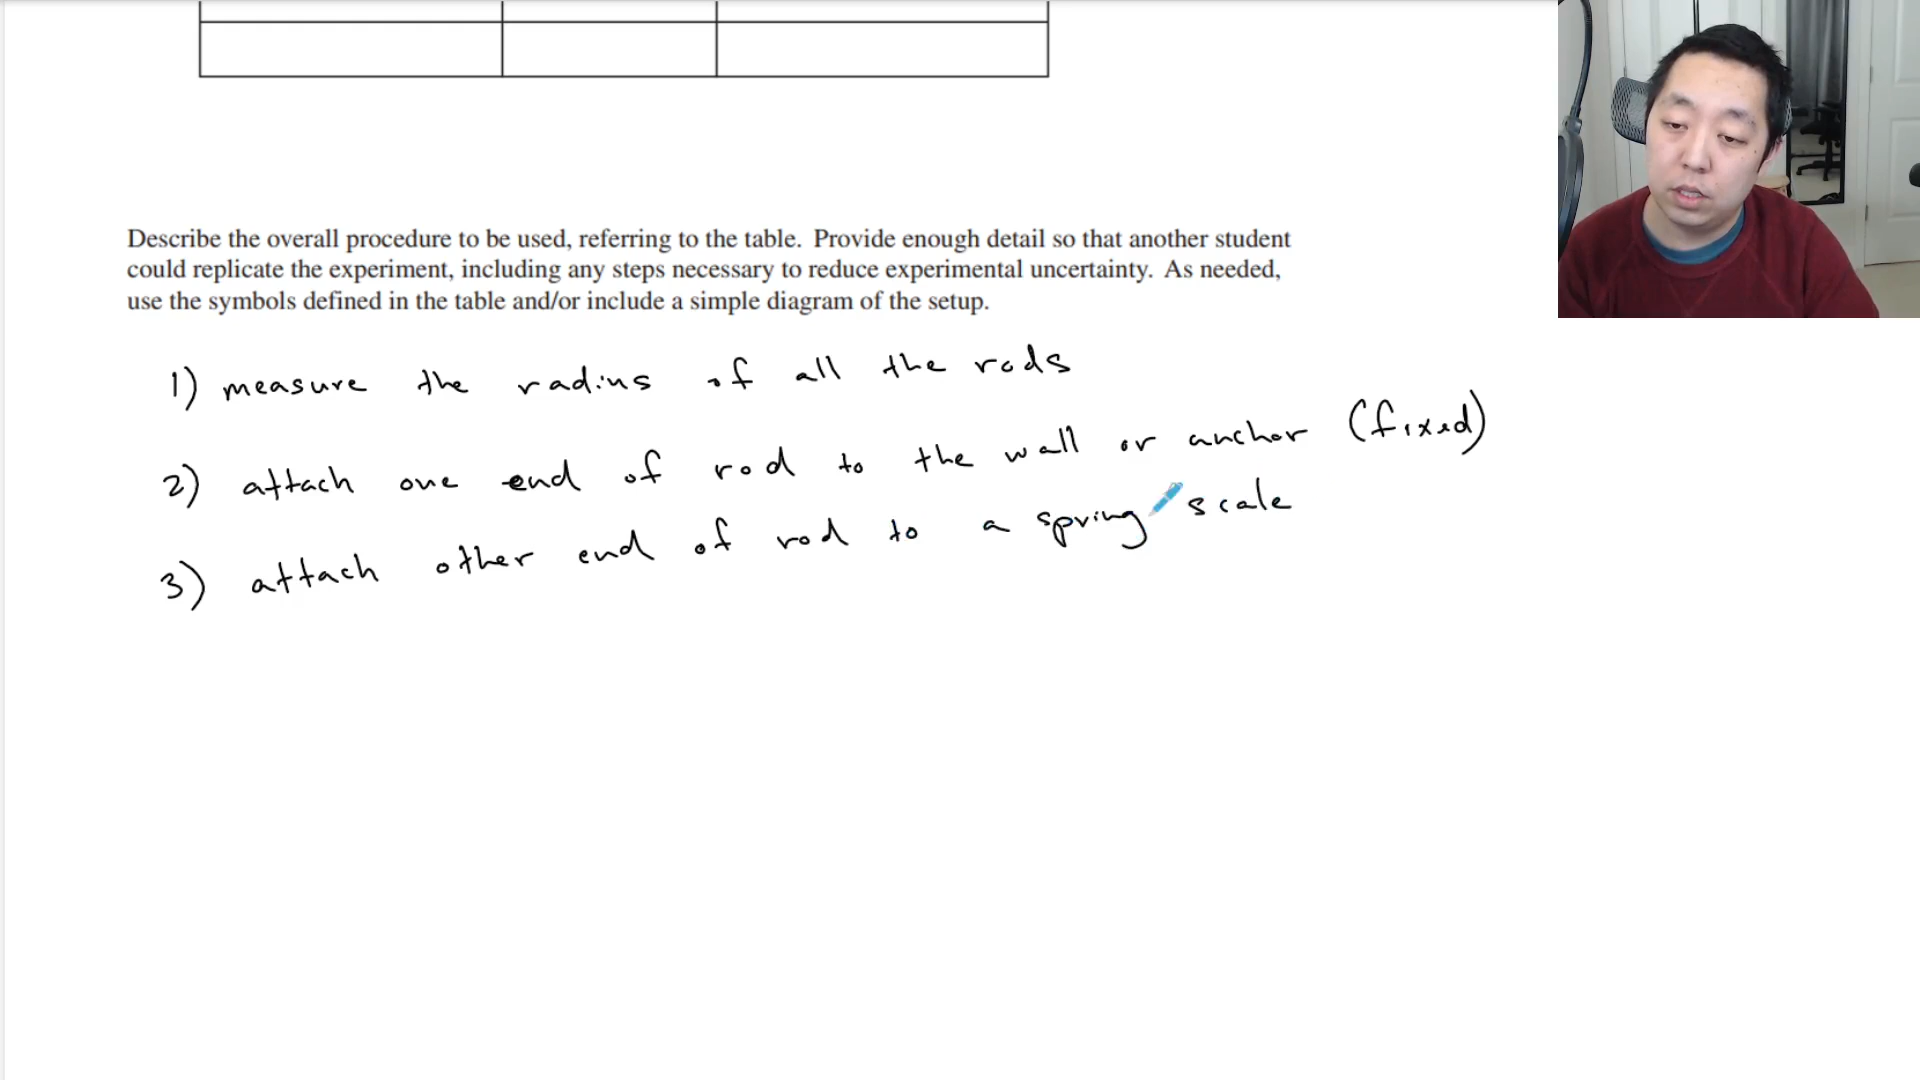 Describe the overall procedure to be used, referring to the table. Provide enough detail so that another student
could replicate the experiment, including any steps necessary to reduce experimental uncertainty. As needed,
use the symbols defined in the table and/or include a simple diagram of the setup.
1) measure the radius of all the rods
2) attach one end of rod to the wall or anchor (fixed)
3) attach other end of rod to a spring scale